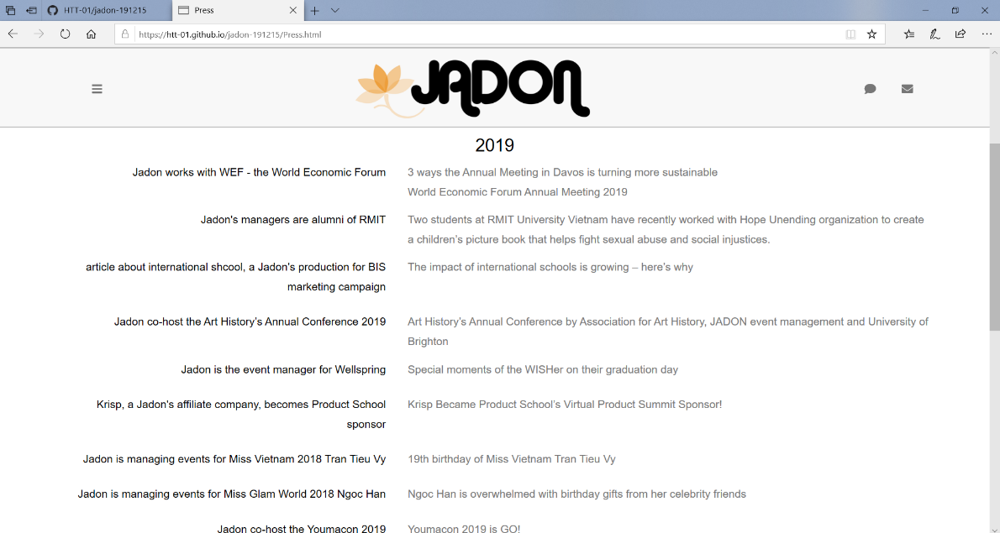 HTT-01/jadon-191215
Press
https://htt-01.github.io/jadon-191215/Press.html
JADON
2019
Jadon works with WEF - the World Economic Forum
3 ways the Annual Meeting in Davos is turning more sustainable
World Economic Forum Annual Meeting 2019
Jadon's managers are alumni of RMIT
Two students at RMIT University Vietnam have recently worked with Hope Unending organization to create
a children's picture book that helps fight sexual abuse and social injustices.
article about international shcool, a Jadon's production for BIS
marketing campaign
The impact of international schools is growing – here's why
Jadon co-host the Art History's Annual Conference 2019
Art History's Annual Conference by Association for Art History, JADON event management and University of
Brighton
Jadon is the event manager for Wellspring
Special moments of the WISHer on their graduation day
Krisp, a Jadon's affiliate company, becomes Product School
sponsor
Krisp Became Product School's Virtual Product Summit Sponsor!
Jadon is managing events for Miss Vietnam 2018 Tran Tieu Vy
19th birthday of Miss Vietnam Tran Tieu Vy
Jadon is managing events for Miss Glam World 2018 Ngoc Han
Ngoc Han is overwhelmed with birthday gifts from her celebrity friends
Jadon co-host the Youmacon 2019
Youmacon 2019 is GO!